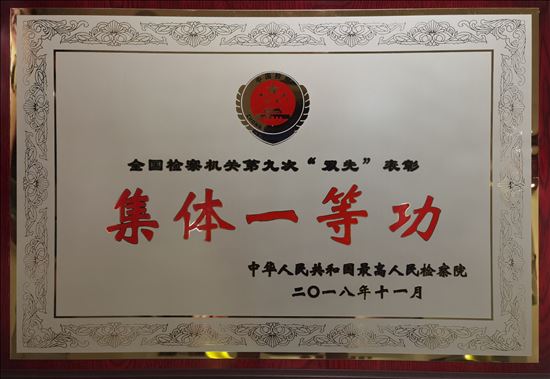 全国检察机关第九次“双先”表彰
集体一等功
中华人民共和国最高人民检察院
二〇一八年十一月